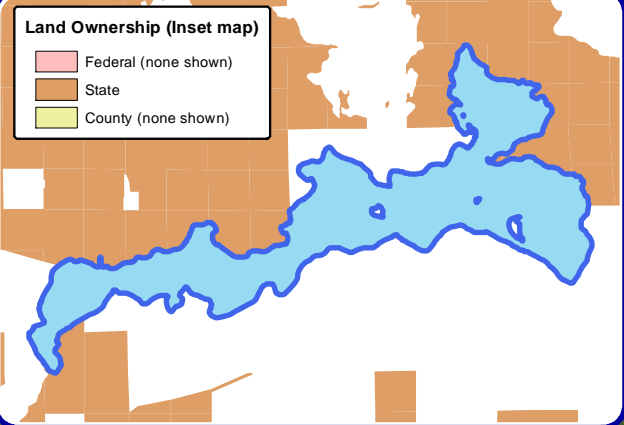 Land Ownership (Inset map)
Federal (none shown)
State
County (none shown)